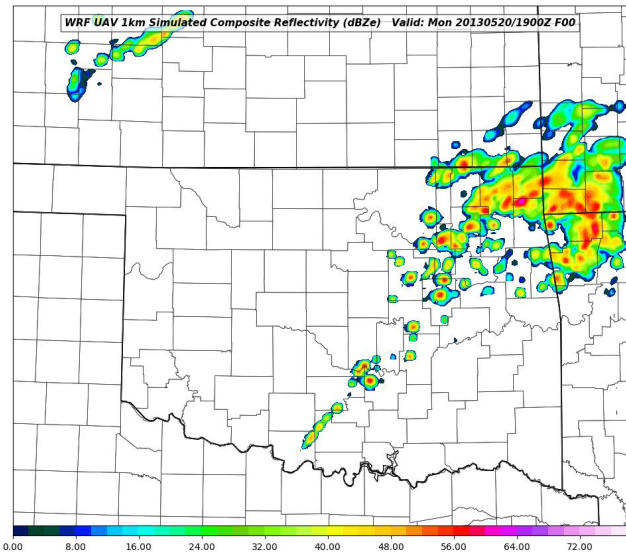 WRF UAV 1km Simulated Composite Reflectivity (dBZe) Valid: Mon 20130520/1900Z F00
0.00 8.00 16.00 24.00 32.00 40.00 48.00 56.00 64.00 72.00